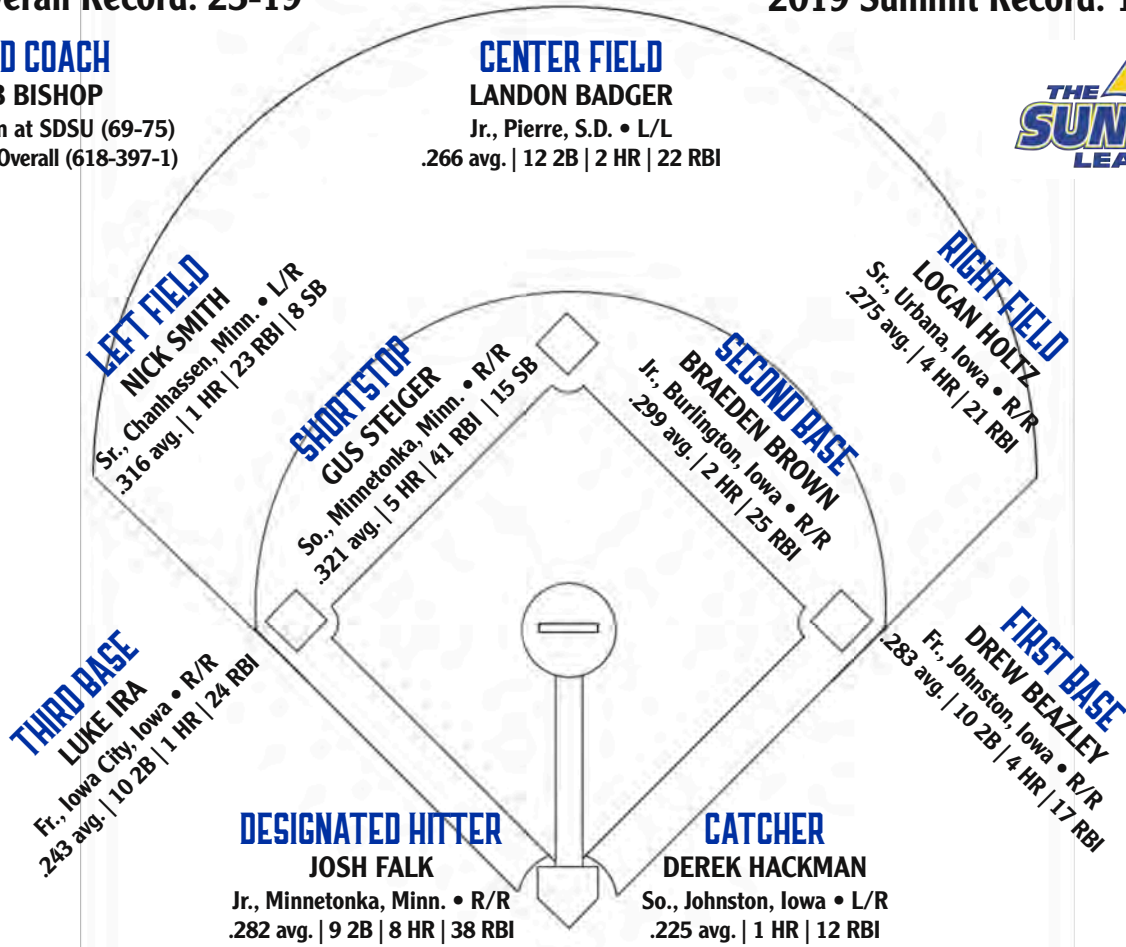 Record:
2019 Summit Record: 1
D COACH
BISHOP
n at SDSU (69-75)
Overall (618-397-1)
CENTER FIELD
LANDON BADGER
Jr., Pierre, S.D. • L/L
.266 avg. | 12 2B | 2 HR | 22 RBI
THE
SUM
LEA
LEFT FIELD
NICK SMITH
Sr., Chanhassen, Minn. • L/R
.316 avg. | 1 HR | 23 RBI | 8 SB
SHORTSTOP
GUS STEIGER
So., Minnetonka, Minn. • R/R
.321 avg. | 5 HR | 41 RBI | 15 SB
SECOND BASE
BRAEDEN BROWN
Jr., Burlington, Iowa • R/R
.299 avg. | 2 HR | 25 RBI
RIGHT FIELD
LOGAN HOLTZ
Sr., Urbana, Iowa • R/R
.275 avg. | 4 HR | 21 RBI
THIRD BASE
LUKE IRA
Fr., Iowa City, Iowa • R/R
.243 avg. | 10 2B | 1 HR | 24 RBI
FIRST BASE
DREW BEAZLEY
Fr., Johnston, Iowa • R/R
.283 avg. | 10 2B | 4 HR | 17 RBI
DESIGNATED HITTER
JOSH FALK
Jr., Minnetonka, Minn. • R/R
.282 avg. | 9 2B | 8 HR | 38 RBI
CATCHER
DEREK HACKMAN
So., Johnston, Iowa • L/R
.225 avg. | 1 HR | 12 RBI